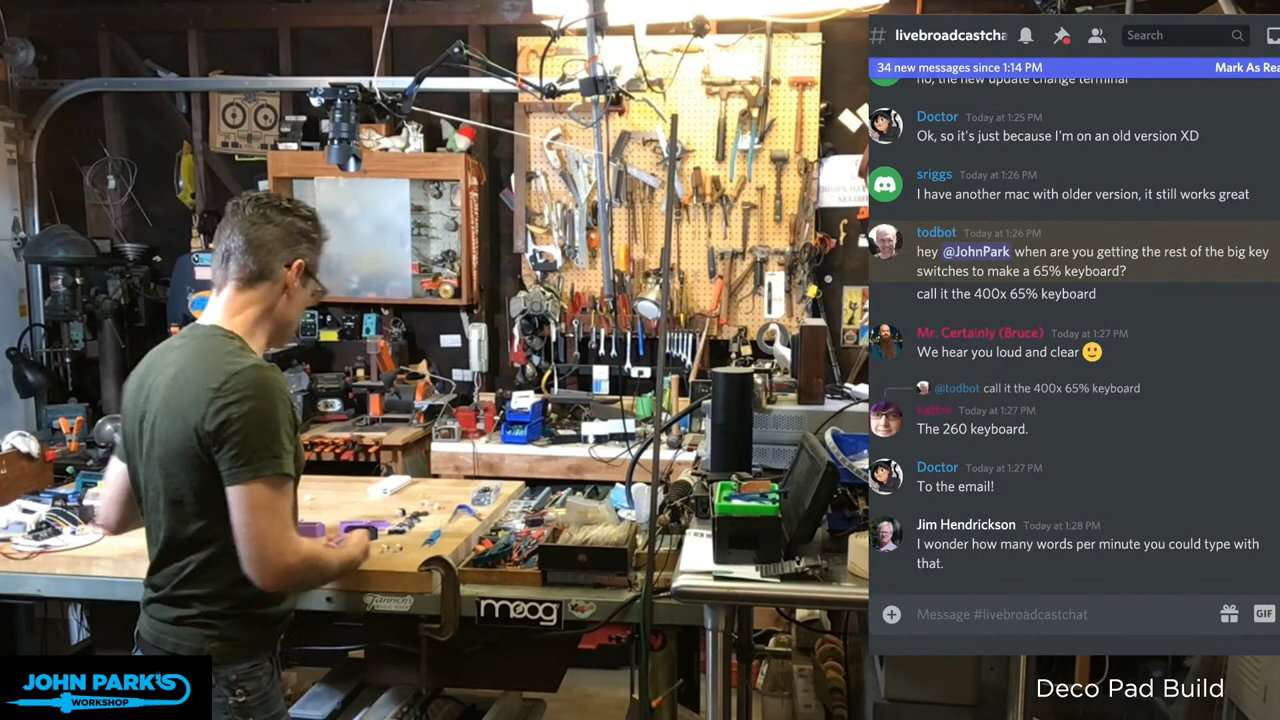 # livebroadcastcha
Search
34 new messages since 1:14 PM
Mark As Rea
no, the new update change terminal
Doctor Today at 1:25 PM
Ok, so it's just because I'm on an old version XD
sriggs Today at 1:26 PM
I have another mac with older version, it still works great
todbot Today at 1:26 PM
hey @JohnPark when are you getting the rest of the big key
switches to make a 65% keyboard?
call it the 400x 65% keyboard
Mr. Certainly (Bruce) Today at 1:27 PM
We hear you loud and clear
@todbot call it the 400x 65% keyboard
kattni Today at 1:27 PM
The 260 keyboard.
Doctor Today at 1:27 PM
To the email!
Jim Hendrickson Today at 1:28 PM
I wonder how many words per minute you could type with
that.
Message #livebroadcastchat
GIF
moog
JOHN PARK'S
WORKSHOP
Deco Pad Build